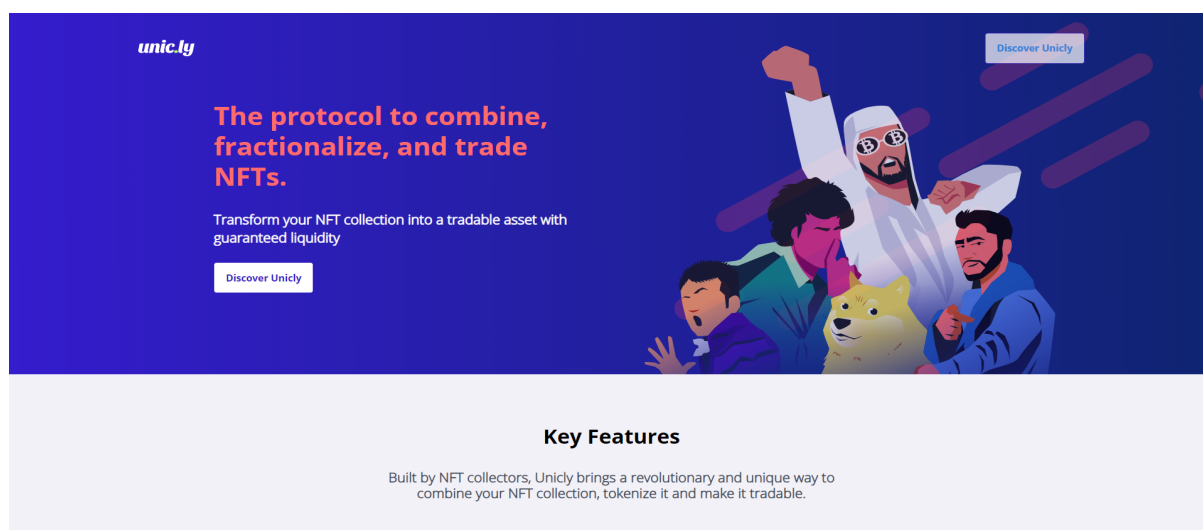 unic.ly
Discover Unicly
The protocol to combine,
fractionalize, and trade
NFTs.
Transform your NFT collection into a tradable asset with
guaranteed liquidity
Discover Unicly
Key Features
Built by NFT collectors, Unicly brings a revolutionary and unique way to
combine your NFT collection, tokenize it and make it tradable.